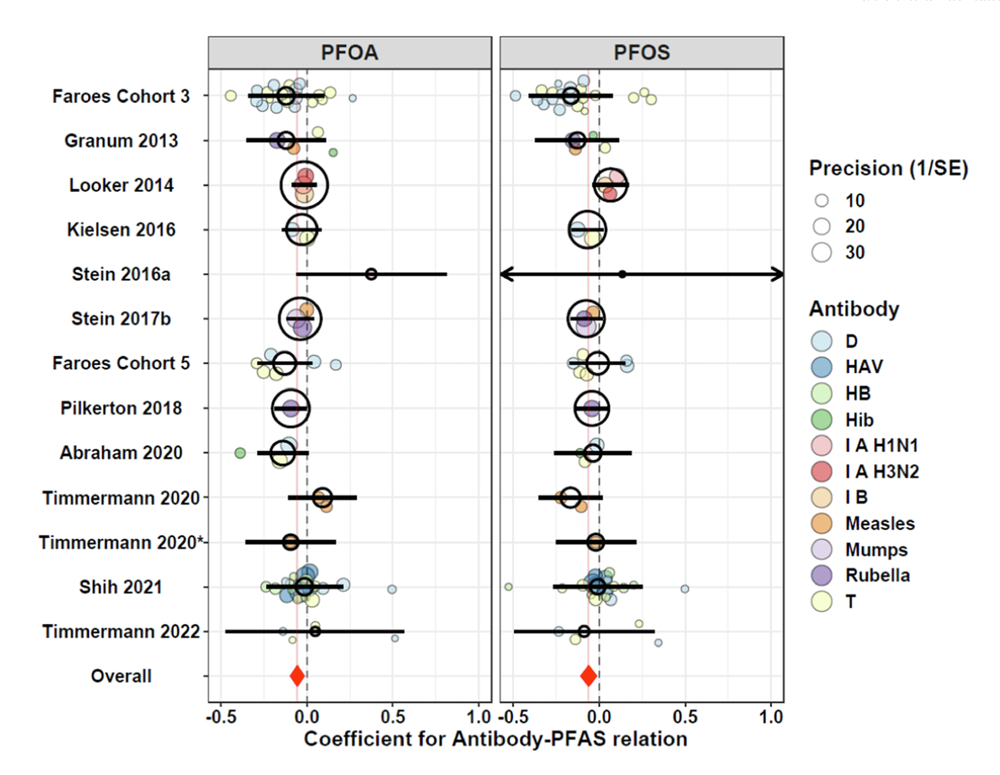 PFOA PFOS
Faroes Cohort 3
Granum 2013
Looker 2014
Kielsen 2016
Stein 2016a
Stein 2017b
Faroes Cohort 5
Pilkerton 2018
Abraham 2020
Timmermann 2020
Timmermann 2020*
Shih 2021
Timmermann 2022
Overall
-0.5 0.0 0.5 1.0 -0.5 0.0 0.5 1.0
Coefficient for Antibody-PFAS relation
Precision (1/SE)
10
20
30
Antibody
D
HAV
HB
Hib
I A H1N1
I A H3N2
I B
Measles
Mumps
Rubella
T